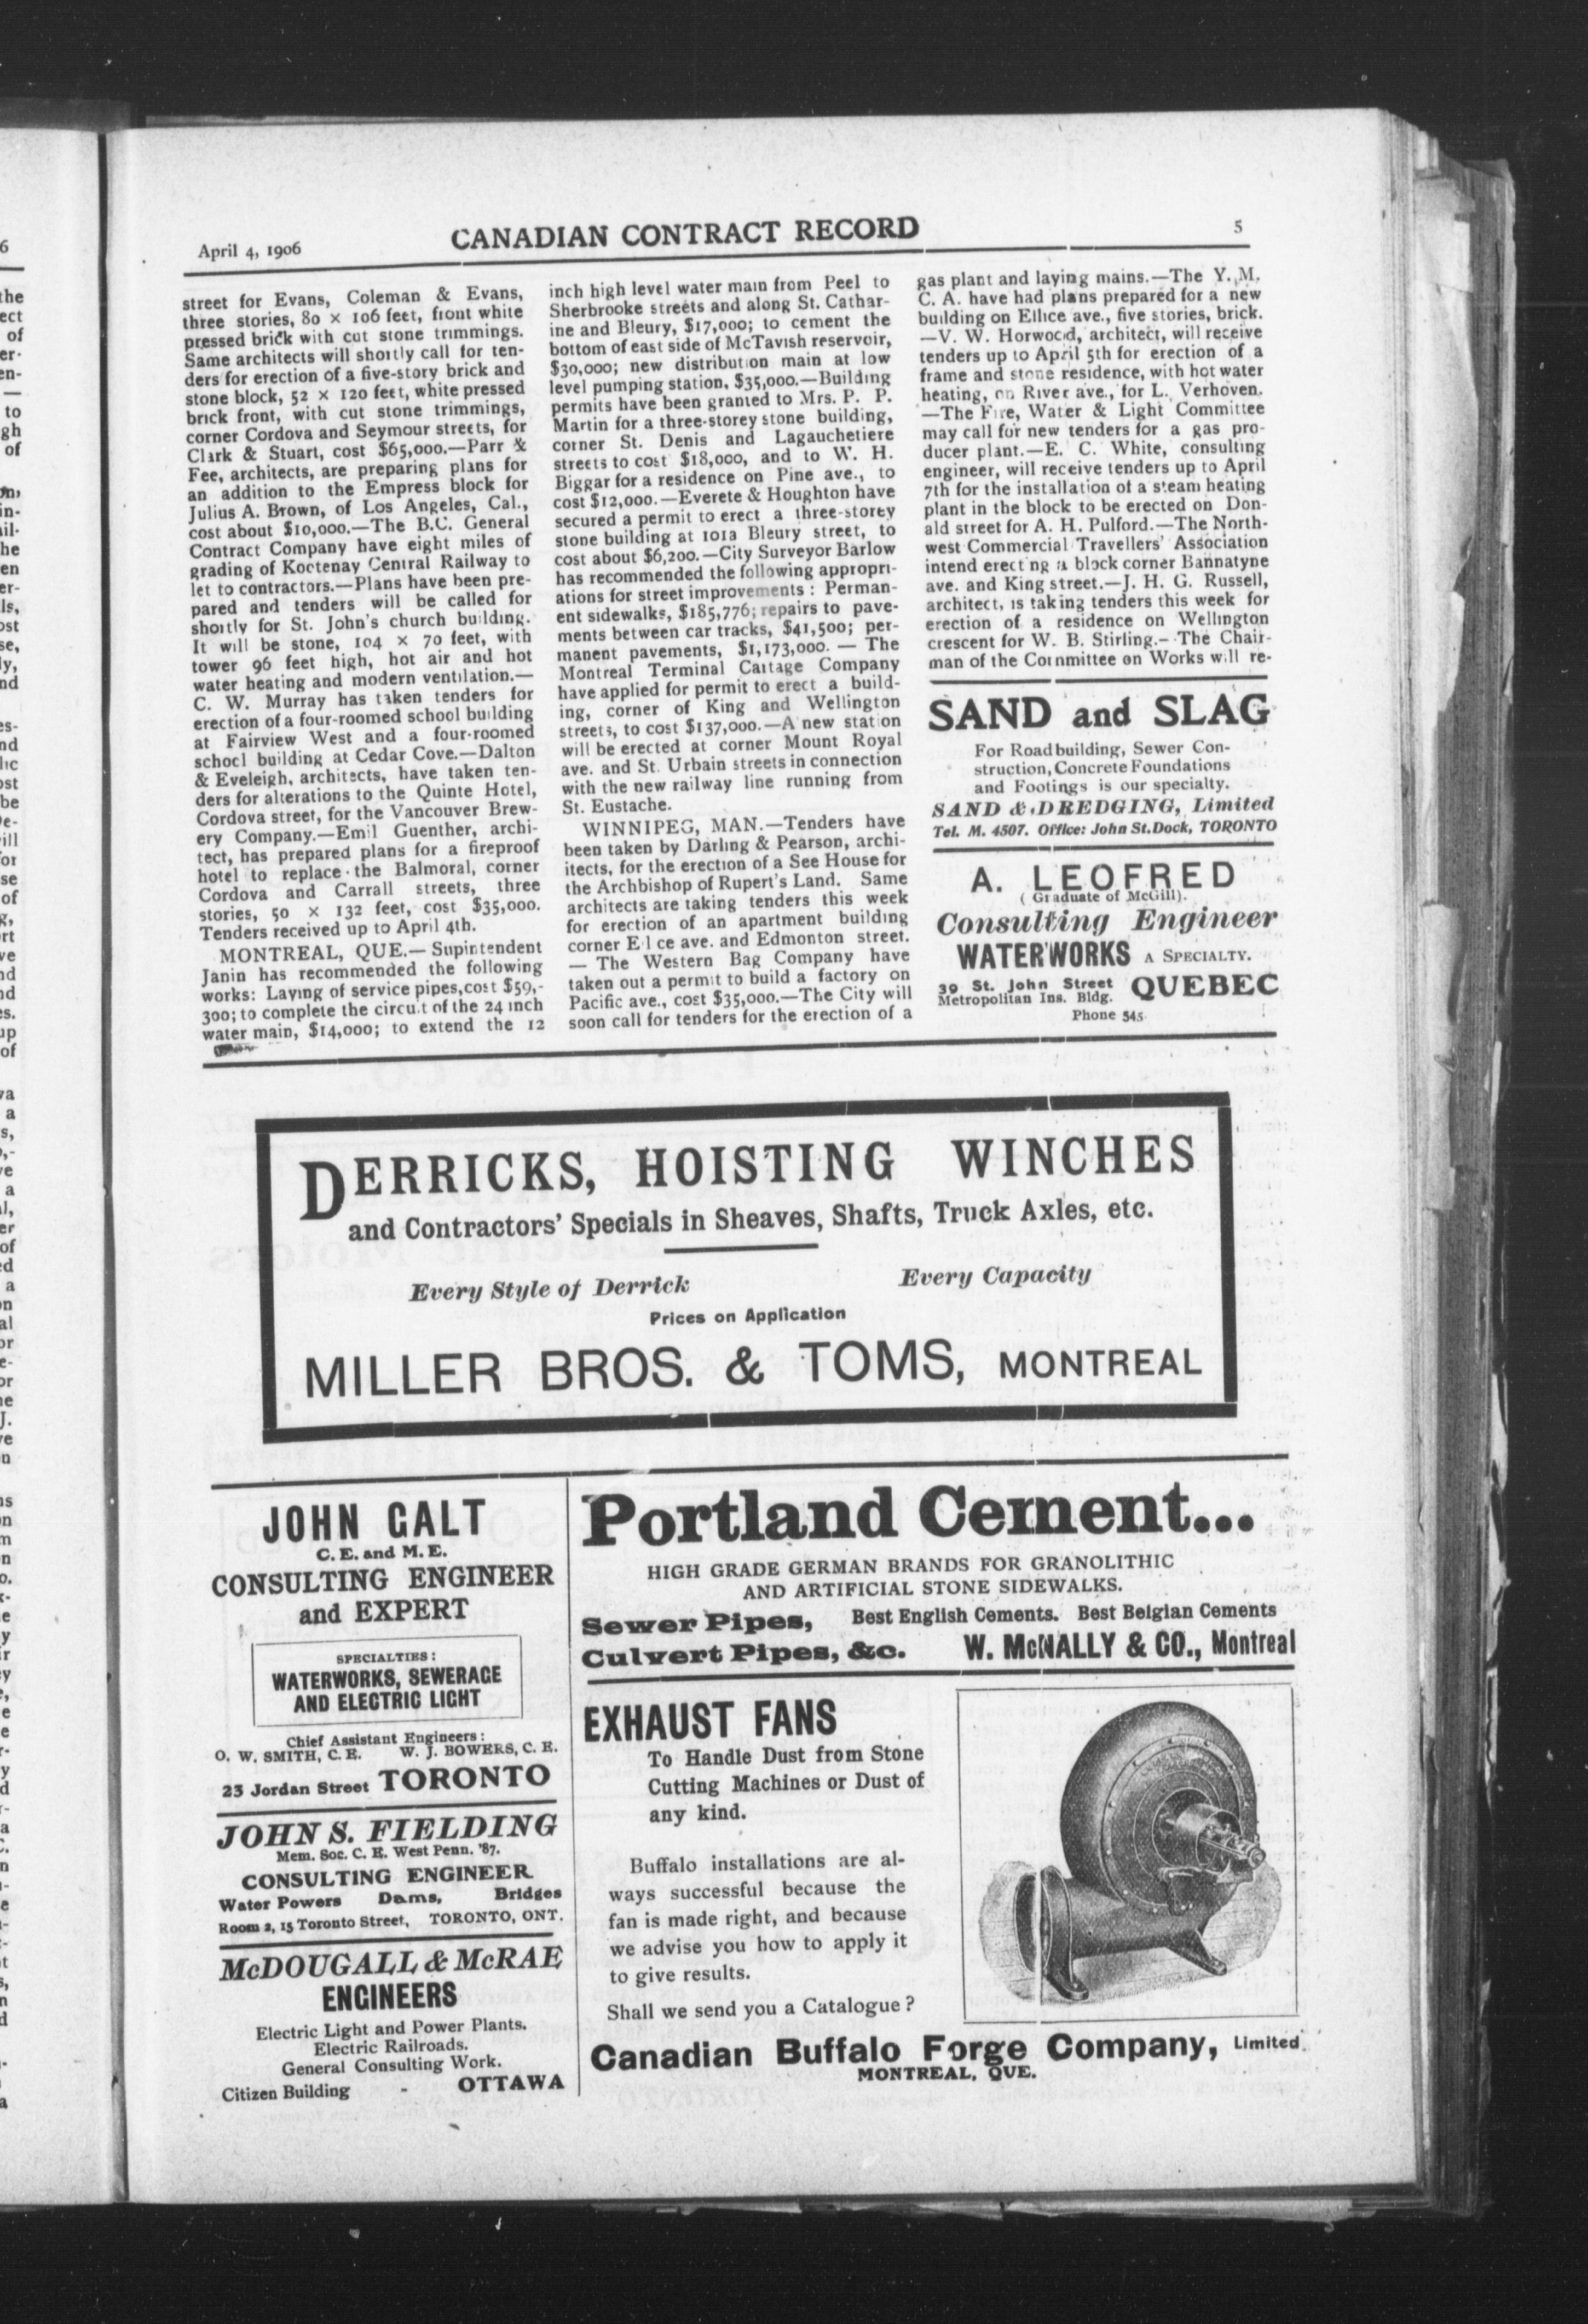 April 4, 1906
CANADIAN CONTRACT RECORD
5
street for Evans, Coleman & Evans,
three stories, 80 × 106 feet, front white
pressed brick with cut stone trimmings.
Same architects will shortly call for ten-
ders for erection of a five-story brick and
stone block, 52 × 120 feet, white pressed
brick front, with cut stone trimmings,
corner Cordova and Seymour streets, for
Clark & Stuart, cost $65,000.—Parr &
Fee, architects, are preparing plans for
an addition to the Empress block for
Julius A. Brown, of Los Angeles, Cal.,
cost about $10,000.—The B.C. General
Contract Company have eight miles of
grading of Kootenay Central Railway to
let to contractors.—Plans have been pre-
pared and tenders will be called for
shortly for St. John's church building.
It will be stone, 104 × 70 feet, with
tower 96 feet high, hot air and hot
water heating and modern ventilation.—
C. W. Murray has taken tenders for
erection of a four-roomed school building
at Fairview West and a four-roomed
school building at Cedar Cove.—Dalton
& Eveleigh, architects, have taken ten-
ders for alterations to the Quinte Hotel,
Cordova street, for the Vancouver Brew-
ery Company.—Emil Guenther, archi-
tect, has prepared plans for a fireproof
hotel to replace the Balmoral, corner
Cordova and Carrall streets, three
stories, 50 × 132 feet, cost $35,000.
Tenders received up to April 4th.
MONTREAL, QUE.—Supintendent
Janin has recommended the following
works: Laying of service pipes, cost $59,-
300; to complete the circuit of the 24 inch
water main, $14,000; to extend the 12
inch high level water main from Peel to
Sherbrooke streets and along St. Cathar-
ine and Bleury, $17,000; to cement the
bottom of east side of McTavish reservoir,
$30,000; new distribution main at low
level pumping station, $35,000.—Building
permits have been granted to Mrs. P. P.
Martin for a three-storey stone building,
corner St. Denis and Lagauchetiere
streets to cost $18,000, and to W. H.
Biggar for a residence on Pine ave., to
cost $12,000.—Everete & Houghton have
secured a permit to erect a three-storey
stone building at 101a Bleury street, to
cost about $6,200.—City Surveyor Barlow
has recommended the following appropri-
ations for street improvements : Perman-
ent sidewalks, $185,776; repairs to pave-
ments between car tracks, $41,500; per-
manent pavements, $1,173,000. — The
Montreal Terminal Cartage Company
have applied for permit to erect a build-
ing, corner of King and Wellington
streets, to cost $137,000.—A new station
will be erected at corner Mount Royal
ave. and St. Urbain streets in connection
with the new railway line running from
St. Eustache.
WINNIPEG, MAN.—Tenders have
been taken by Darling & Pearson, archi-
itects, for the erection of a See House for
the Archbishop of Rupert's Land. Same
architects are taking tenders this week
for erection of an apartment building
corner El ce ave. and Edmonton street.
— The Western Bag Company have
taken out a permit to build a factory on
Pacific ave., cost $35,000.—The City will
soon call for tenders for the erection of a
gas plant and laying mains.—The Y. M.
C. A. have had plans prepared for a new
building on Ellice ave., five stories, brick.
—V. W. Horwood, architect, will receive
tenders up to April 5th for erection of a
frame and stone residence, with hot water
heating, on River ave., for L. Verhoven.
—The Fire, Water & Light Committee
may call for new tenders for a gas pro-
ducer plant.—E. C. White, consulting
engineer, will receive tenders up to April
7th for the installation of a steam heating
plant in the block to be erected on Don-
ald street for A. H. Pulford.—The North-
west Commercial Travellers' Association
intend erect ng a block corner Bannatyne
ave. and King street.—J. H. G. Russell,
architect, is taking tenders this week for
erection of a residence on Wellington
crescent for W. B. Stirling.—The Chair-
man of the Committee on Works will re-
SAND and SLAG
For Roadbuilding, Sewer Con-
struction, Concrete Foundations
and Footings is our specialty.
SAND & DREDGING, Limited
Tel. M. 4507. Office: John St. Dock, TORONTO
A. LEOFRED
(Graduate of McGill).
Consulting Engineer
WATERWORKS A SPECIALTY.
39 St. John Street
Metropolitan Ins. Bldg. QUEBEC
Phone 545
DERRICKS, HOISTING WINCHES
and Contractors' Specials in Sheaves, Shafts, Truck Axles, etc.
Every Style of Derrick Every Capacity
Prices on Application
MILLER BROS. & TOMS, MONTREAL
JOHN GALT
C. E. and M. E.
CONSULTING ENGINEER
and EXPERT
SPECIALTIES:
WATERWORKS, SEWERAGE
AND ELECTRIC LIGHT
Chief Assistant Engineers:
O. W. SMITH, C. E. W. J. BOWERS, C. E.
23 Jordan Street TORONTO
JOHN S. FIELDING
Mem. Soc. C. E. West Penn. '87.
CONSULTING ENGINEER
Water Powers Dams, Bridges
Room 2, 15 Toronto Street, TORONTO, ONT.
McDOUGALL & McRAE
ENGINEERS
Electric Light and Power Plants.
Electric Railroads.
General Consulting Work.
Citizen Building - OTTAWA
Portland Cement...
HIGH GRADE GERMAN BRANDS FOR GRANOLITHIC
AND ARTIFICIAL STONE SIDEWALKS.
Sewer Pipes, Best English Cements. Best Belgian Cements
Culvert Pipes, &c. W. McNALLY & CO., Montreal
EXHAUST FANS
To Handle Dust from Stone
Cutting Machines or Dust of
any kind.
Buffalo installations are al-
ways successful because the
fan is made right, and because
we advise you how to apply it
to give results.
Shall we send you a Catalogue?
Canadian Buffalo Forge Company, Limited
MONTREAL, QUE.